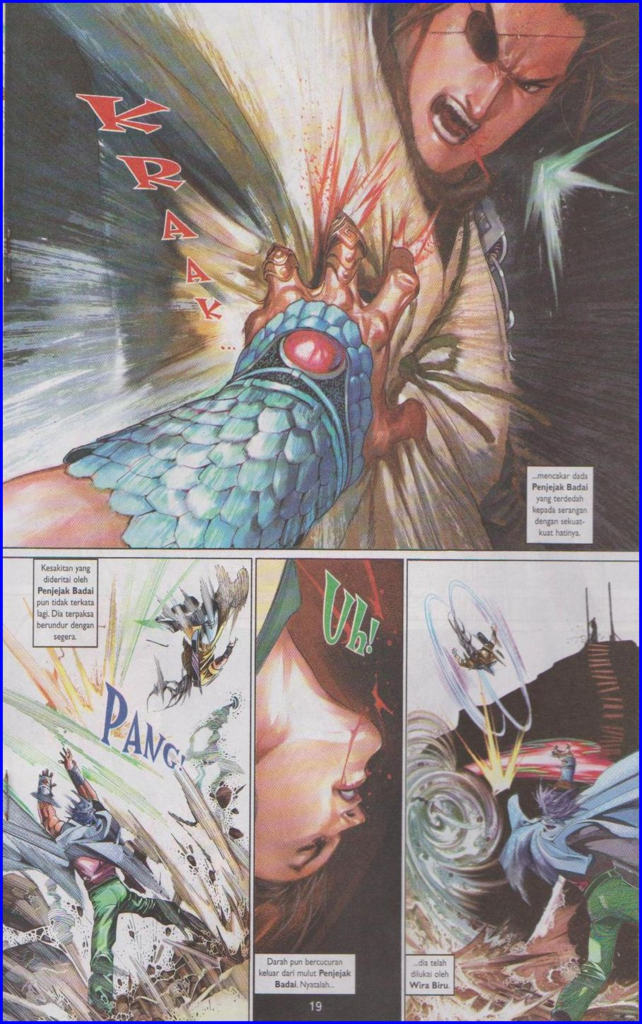 KRAAK...
...mencakar dada
Penjejak Badai
yang terdedah
kepada serangan
dengan sekuat-
kuat hatinya.
Kesakitan yang
dideritai oleh
Penjejak Badai
pun tidak terkata
lagi. Dia terpaksa
berundur dengan
segera.
PANG!
Uh!
Darah pun bercucuran
keluar dari mulut Penjejak
Badai. Nyatalah...
...dia telah
dilukai oleh
Wira Biru.
19